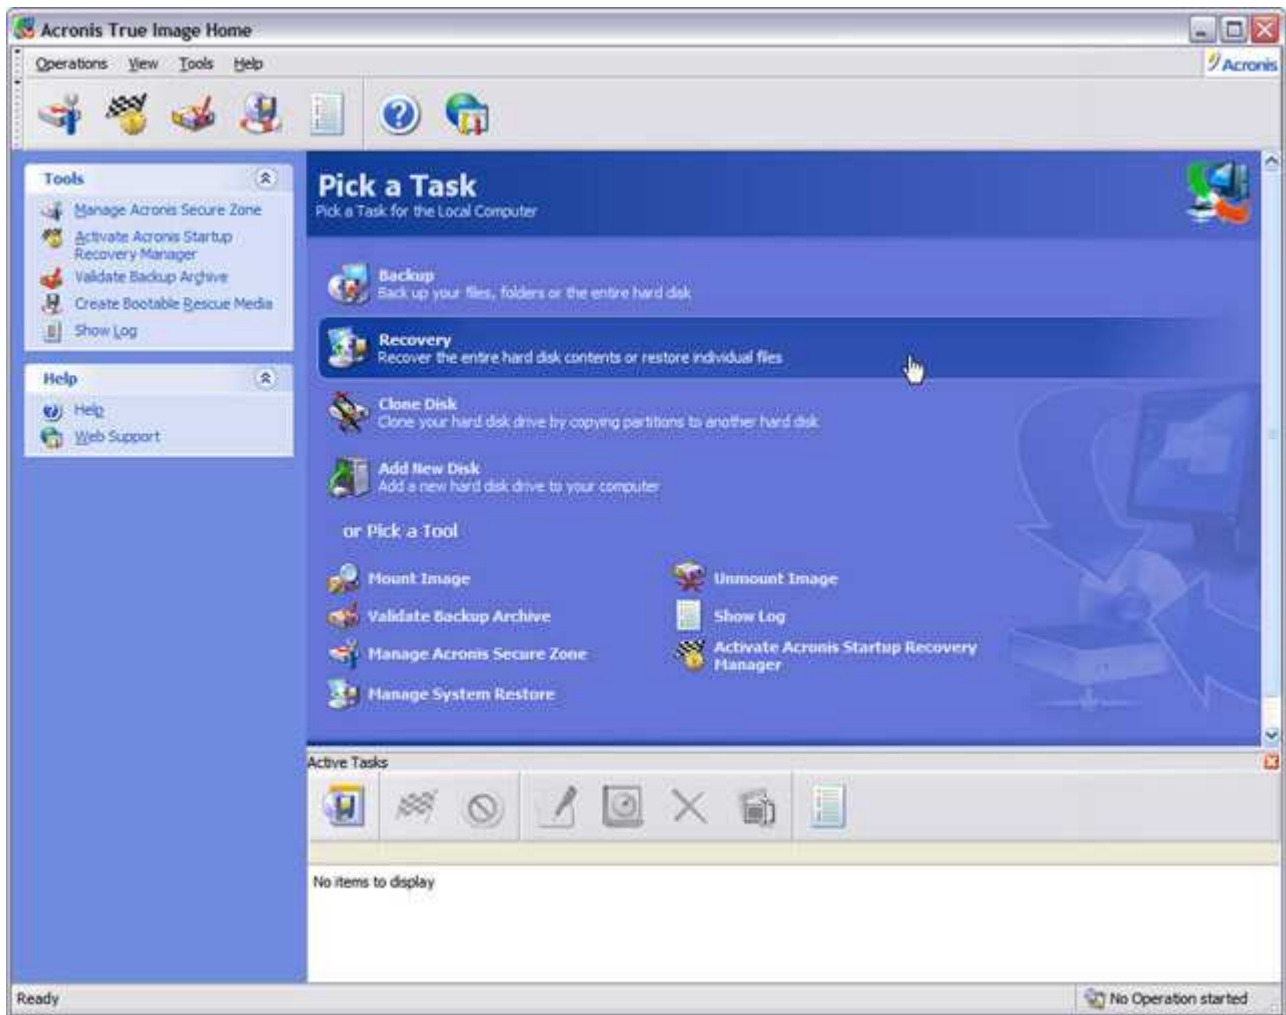 Acronis True Image Home
Operations View Tools Help
Acronis
Tools
Manage Acronis Secure Zone
Activate Acronis Startup
Recovery Manager
Validate Backup Archive
Create Bootable Rescue Media
Show Log
Help
Help
Web Support
Pick a Task
Pick a Task for the Local Computer
Backup
Back up your files, folders or the entire hard disk
Recovery
Recover the entire hard disk contents or restore individual files
Clone Disk
Clone your hard disk drive by copying partitions to another hard disk
Add New Disk
Add a new hard disk drive to your computer
or Pick a Tool
Mount Image
Unmount Image
Validate Backup Archive
Show Log
Manage Acronis Secure Zone
Activate Acronis Startup Recovery
Manager
Manage System Restore
Active Tasks
No items to display
Ready
No Operation started